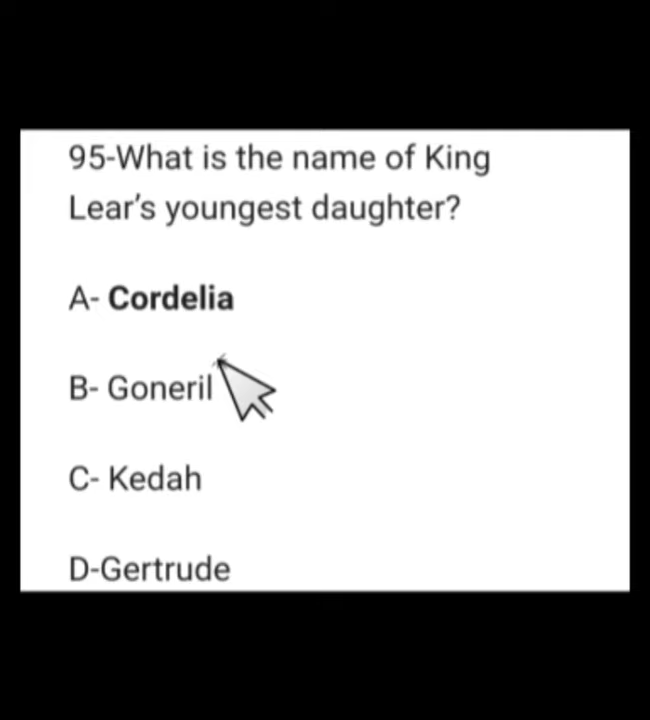 95-What is the name of King
Lear's youngest daughter?
A- Cordelia
B- Goneril
C- Kedah
D-Gertrude